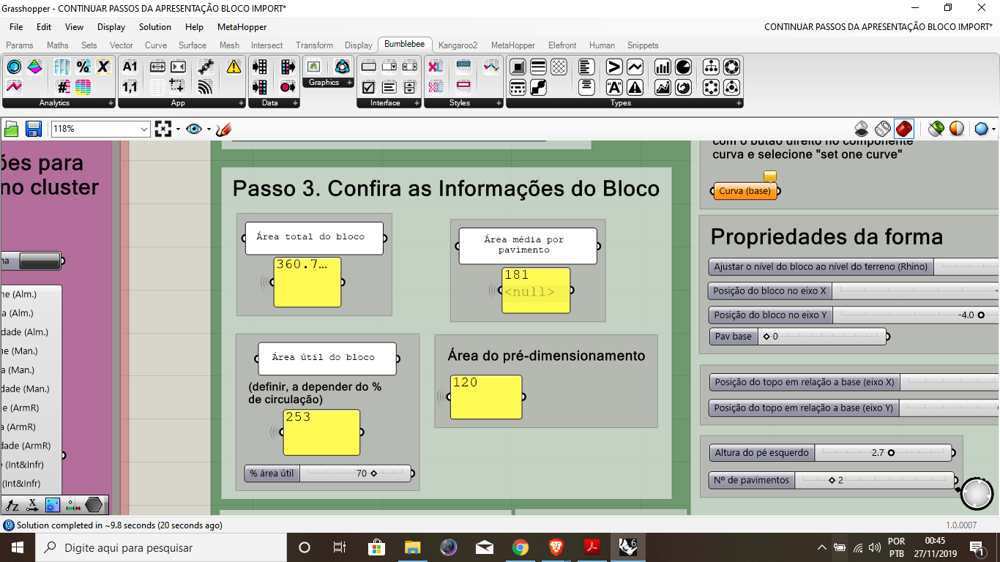 Grasshopper - CONTINUAR PASSOS DA APRESENTAÇÃO BLOCO IMPORT*
File Edit View Display Solution Help MetaHopper
CONTINUAR PASSOS DA APRESENTAÇÃO BLOCO IMPORT*
Params Maths Sets Vector Curve Surface Mesh Intersect Transform Display Bumblebee Kangaroo2 MetaHopper Elefront Human Snippets
Analytics
App
Data
Graphics
Interface
Styles
Types
118%
ões para
no cluster
na
ne (Alm.)
a (Alm.)
dade (Alm.)
ne (Man.)
a (Man.)
dade (Man.)
ne (ArmR)
a (ArmR)
dade (ArmR)
e (Int&Infr)
(Int&Infr)
Passo 3. Confira as Informações do Bloco
Área total do bloco
360.7…
Área média por
pavimento
181
<null>
Área útil do bloco
(definir, a depender do %
de circulação)
253
% área útil 70
Área do pré-dimensionamento
120
com o butão direito no componente
curva e selecione "set one curve"
Curva (base)
Propriedades da forma
Ajustar o nível do bloco ao nível do terreno (Rhino)
Posição do bloco no eixo X
Posição do bloco no eixo Y -4.0
Pav base 0
Posição do topo em relação a base (eixo X)
Posição do topo em relação a base (eixo Y)
Altura do pé esquerdo 2.7
Nº de pavimentos 2
Solution completed in ~9.8 seconds (20 seconds ago)
1.0.0007
Digite aqui para pesquisar
POR
PTB
00:45
27/11/2019